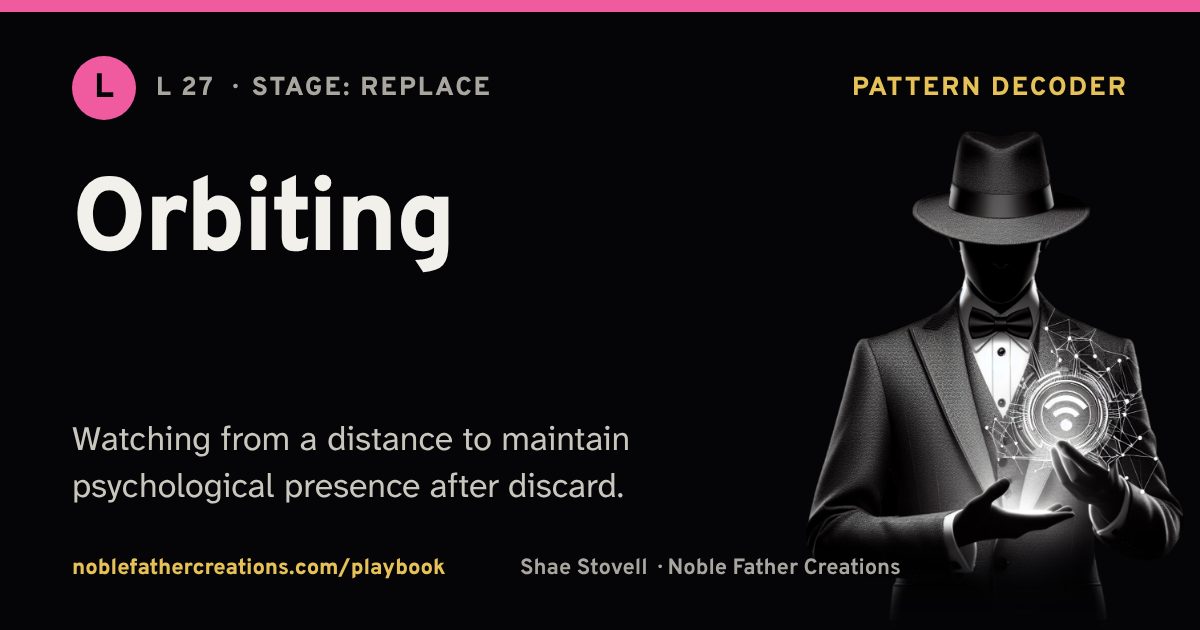 L
L 27 · STAGE: REPLACE
PATTERN DECODER
Orbiting
Watching from a distance to maintain
psychological presence after discard.
noblefathercreations.com/playbook
Shae Stovell · Noble Father Creations